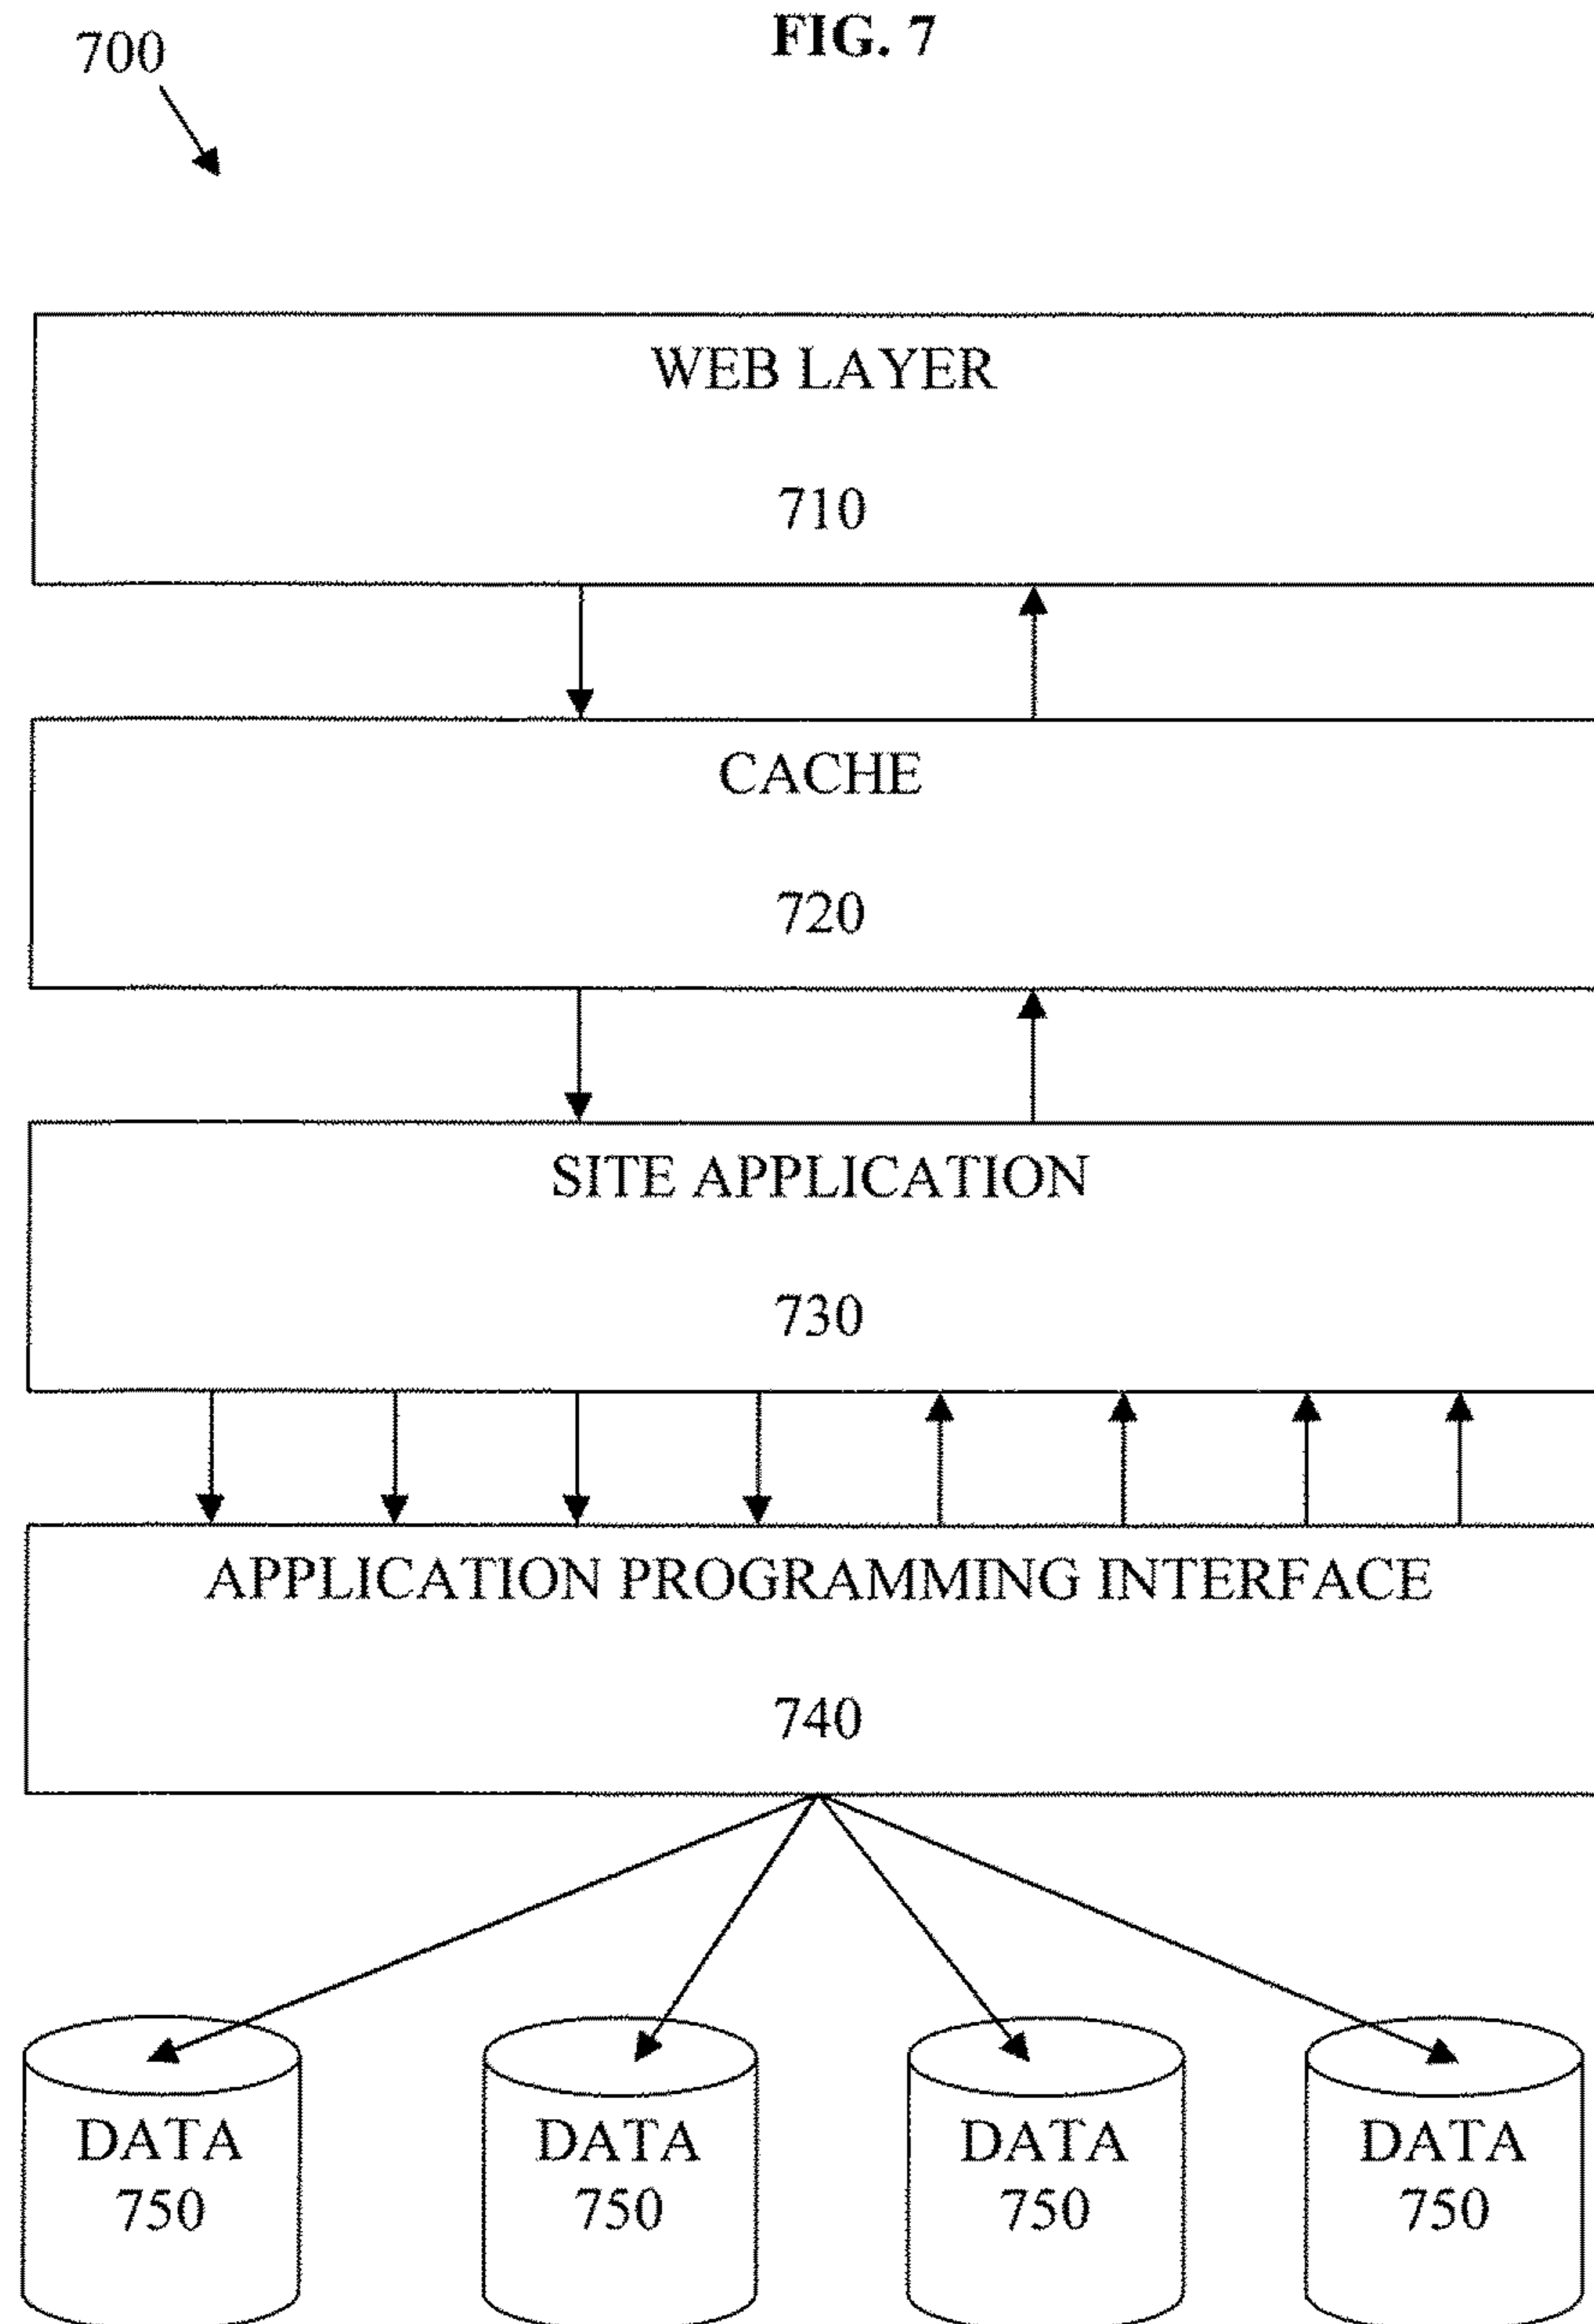 FIG. 7
700
WEB LAYER
710
CACHE
720
SITE APPLICATION
730
APPLICATION PROGRAMMING INTERFACE
740
DATA
750
DATA
750
DATA
750
DATA
750